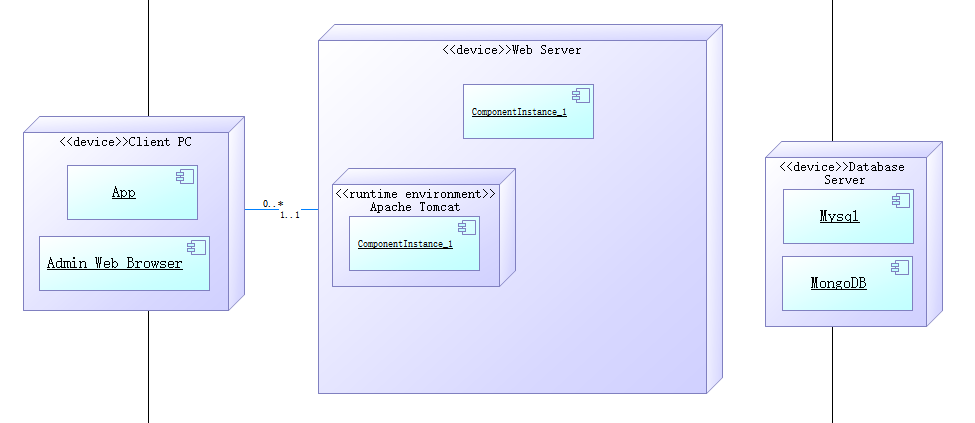 <<device>>Client PC
App
Admin Web Browser
0..*
1..1
<<device>>Web Server
ComponentInstance_1
<<runtime environment>>
Apache Tomcat
ComponentInstance_1
<<device>>Database
Server
Mysql
MongoDB